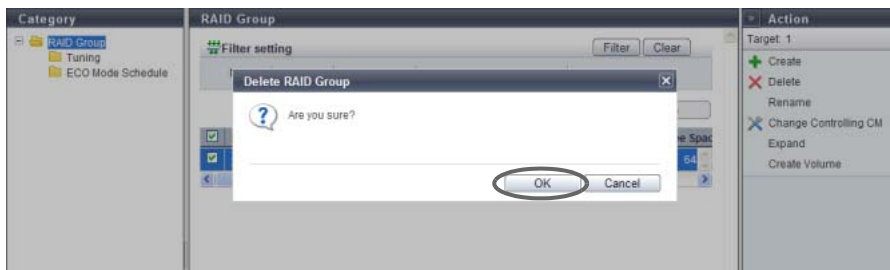 Category
RAID Group
Tuning
ECO Mode Schedule
RAID Group
Filter setting
Filter
Clear
Delete RAID Group
Are you sure?
OK
Cancel
64
Action
Target: 1
Create
Delete
Rename
Change Controlling CM
Expand
Create Volume